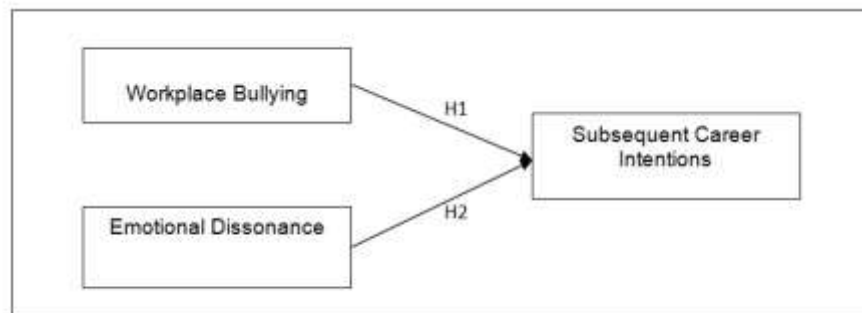 Workplace Bullying
H1
Subsequent Career
Intentions
Emotional Dissonance
H2